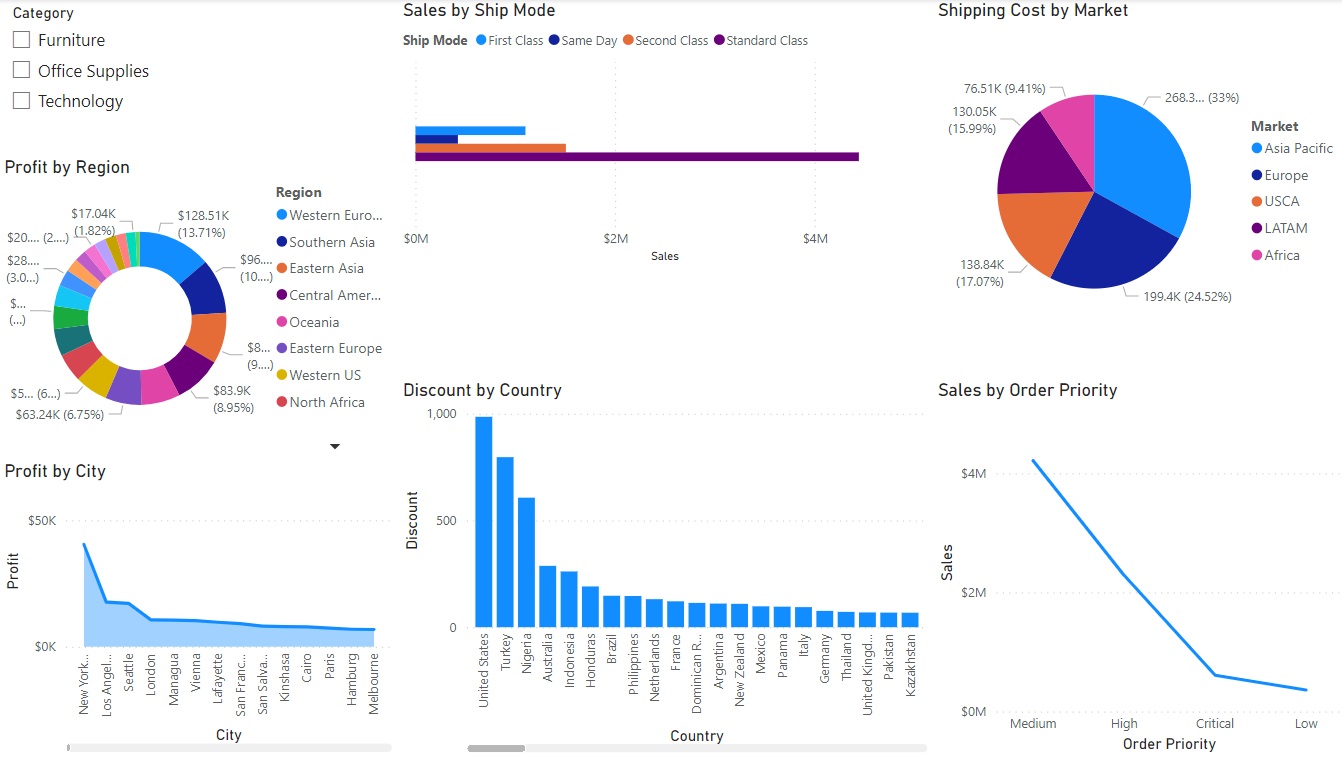 Category
Furniture
Office Supplies
Technology
Profit by Region
$17.04K
(1.82%)
$128.51K
(13.71%)
$20.... (2....)
$28....
(3.0...)
$...
(...)
$5... (6...)
$63.24K (6.75%)
$96....
(10....)
$8...
(9....)
$83.9K
(8.95%)
Region
Western Euro...
Southern Asia
Eastern Asia
Central Amer...
Oceania
Eastern Europe
Western US
North Africa
Profit by City
$50K
$0K
Profit
New York...
Los Angel...
Seattle
London
Managua
Vienna
Lafayette
San Franc...
San Salva...
Kinshasa
Cairo
Paris
Hamburg
Melbourne
City
Sales by Ship Mode
Ship Mode First Class Same Day Second Class Standard Class
$0M $2M $4M
Sales
Discount by Country
1,000
500
0
Discount
United States
Turkey
Nigeria
Australia
Indonesia
Honduras
Brazil
Philippines
Netherlands
France
Dominican R...
Argentina
New Zealand
Mexico
Panama
Italy
Germany
Thailand
United Kingd...
Pakistan
Kazakhstan
Country
Shipping Cost by Market
76.51K (9.41%)
130.05K
(15.99%)
268.3... (33%)
138.84K
(17.07%)
199.4K (24.52%)
Market
Asia Pacific
Europe
USCA
LATAM
Africa
Sales by Order Priority
$4M
$2M
$0M
Sales
Medium High Critical Low
Order Priority